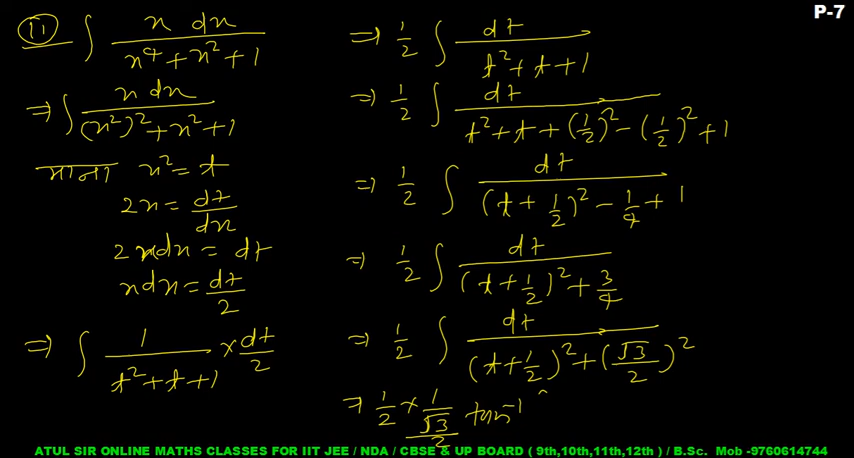 P-7
(11) ∫ x dx / (x⁴ + x² + 1)
⇒ ∫ x dx / ((x²)² + x² + 1)
माना x² = t
2x = dt/dx
2xdx = dt
xdx = dt/2
⇒ ∫ 1/(t² + t + 1) × dt/2
⇒ 1/2 ∫ dt / (t² + t + 1)
⇒ 1/2 ∫ dt / (t² + t + (1/2)² - (1/2)² + 1)
⇒ 1/2 ∫ dt / ((t + 1/2)² - 1/4 + 1)
⇒ 1/2 ∫ dt / ((t + 1/2)² + 3/4)
⇒ 1/2 ∫ dt / ((t + 1/2)² + (√3/2)²)
⇒ 1/2 × 1/(√3/2) tan⁻¹
ATUL SIR ONLINE MATHS CLASSES FOR IIT JEE / NDA / CBSE & UP BOARD ( 9th,10th,11th,12th ) / B.Sc. Mob -9760614744